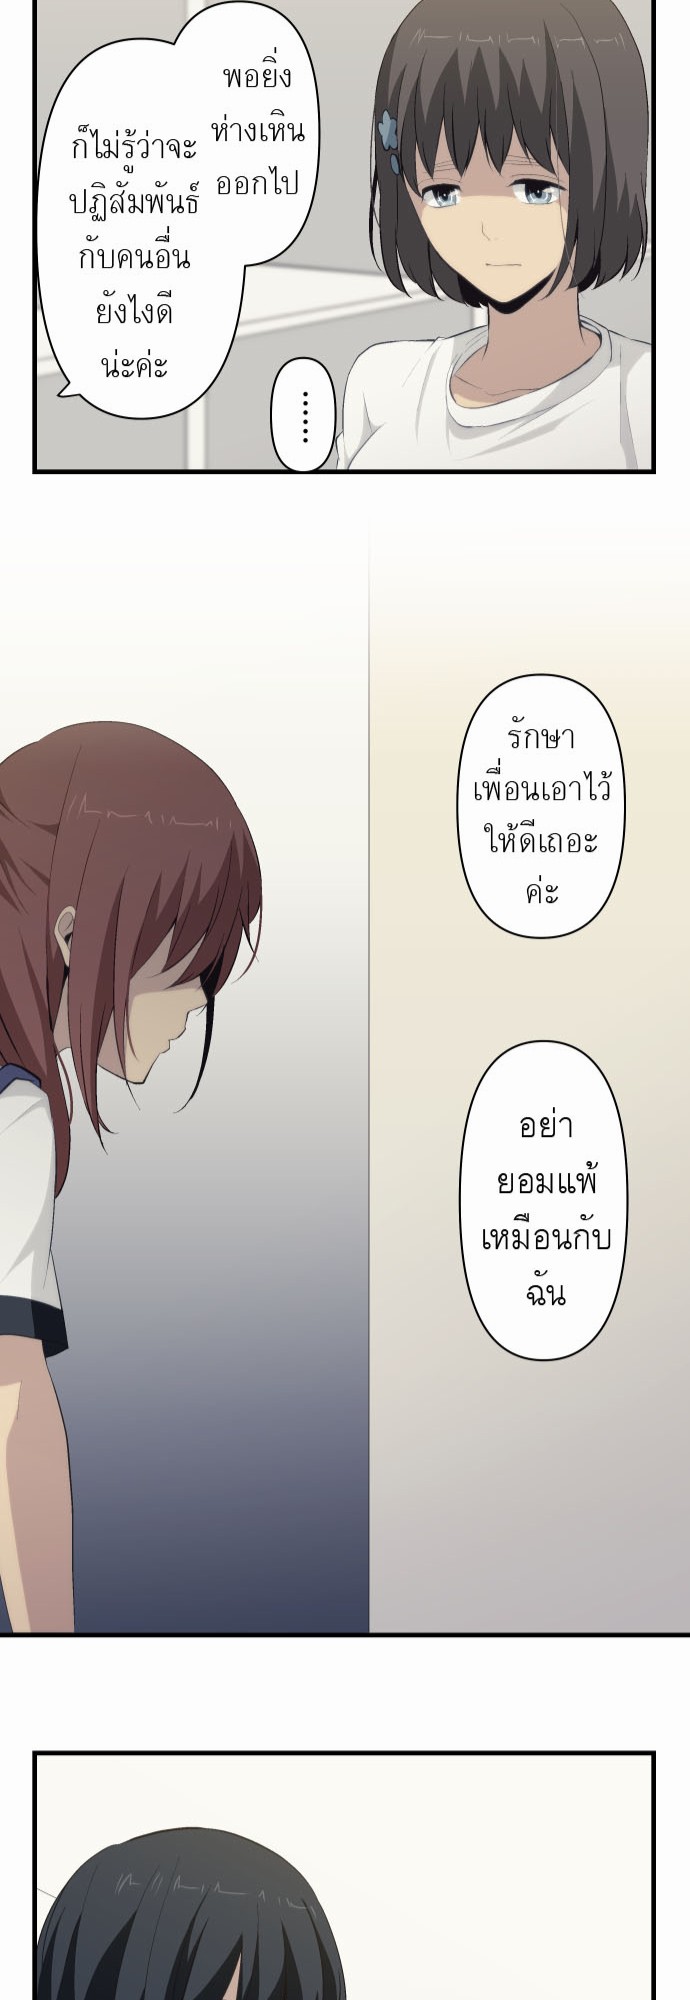 พอยิ่ง
ห่างเหิน
ออกไป
ก็ไม่รู้ว่าจะ
ปฏิสัมพันธ์
กับคนอื่น
ยังไงดี
น่ะค่ะ
......
รักษา
เพื่อนเอาไว้
ให้ดีเถอะ
ค่ะ
อย่า
ยอมแพ้
เหมือนกับ
ฉัน